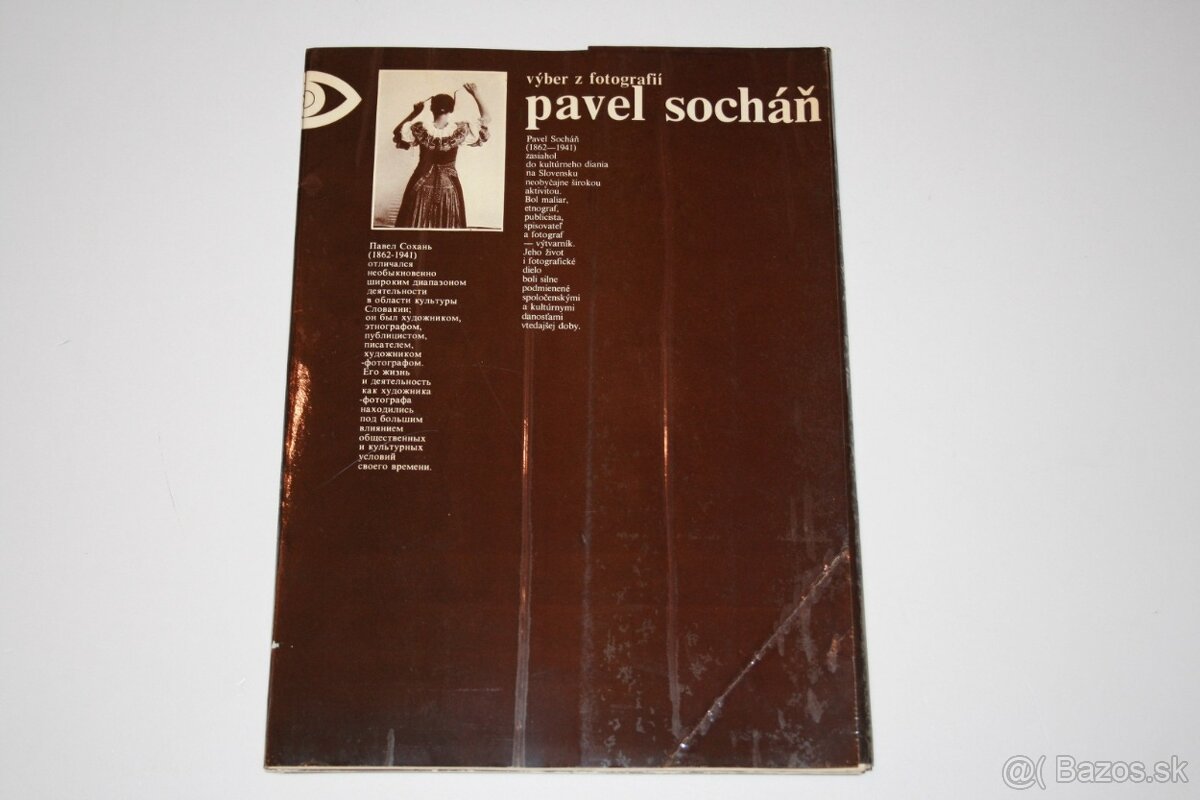 výber z fotografií
pavel socháň
Pavel Socháň
(1862—1941)
zasiahol
do kultúrneho diania
na Slovensku
neobyčajne širokou
aktivitou.
Bol maliar,
etnograf,
publicista,
spisovateľ
a fotograf
— výtvarník.
Jeho život
i fotografické
dielo
boli silne
podmienené
spoločenskými
a kultúrnymi
danosťami
vtedajšej doby.
Павел Сохань
(1862-1941)
отличался
необыкновенно
широким диапазоном
деятельности
в области культуры
Словакии;
он был художником,
этнографом,
публицистом,
писателем,
художником
-фотографом.
Его жизнь
и деятельность
как художника
-фотографа
находились
под большим
влиянием
общественных
и культурных
условий
своего времени.
@( Bazos.sk